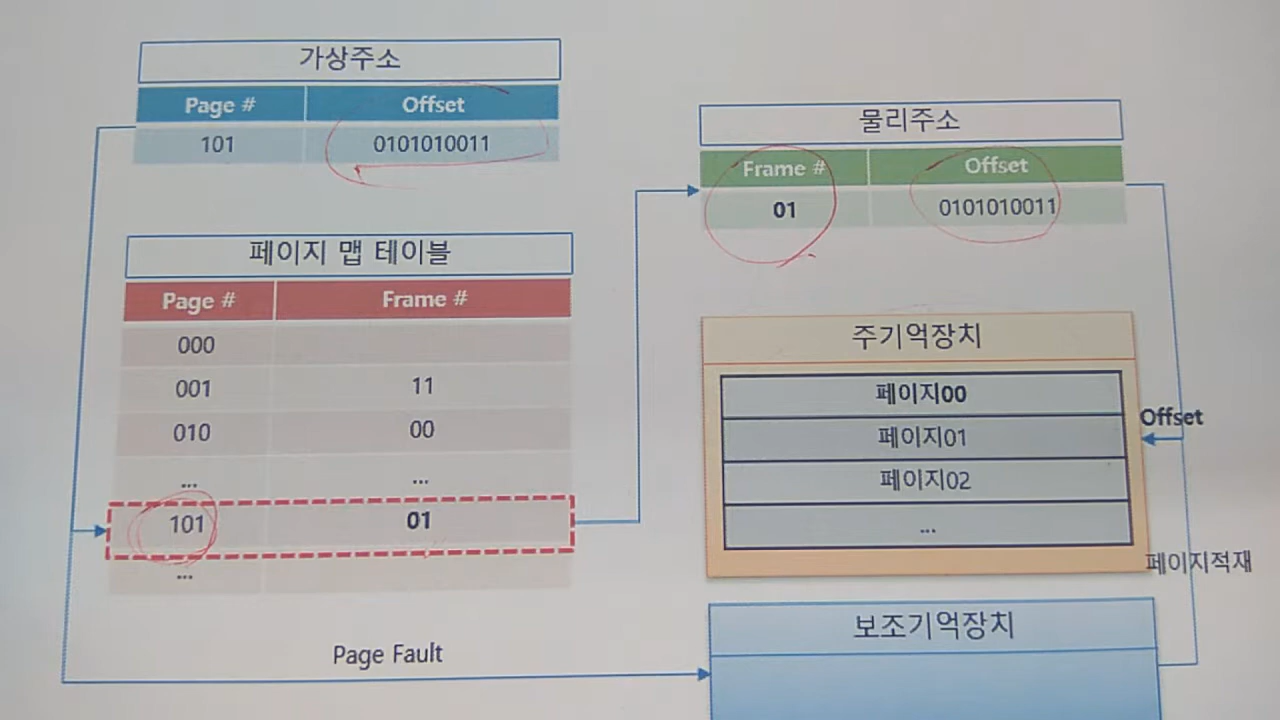 가상주소
Page # Offset
101 0101010011
물리주소
Frame # Offset
01 0101010011
페이지 맵 테이블
Page # Frame #
000
001 11
010 00
... ...
101 01
...
주기억장치
페이지00
페이지01
페이지02
...
Offset
페이지적재
보조기억장치
Page Fault